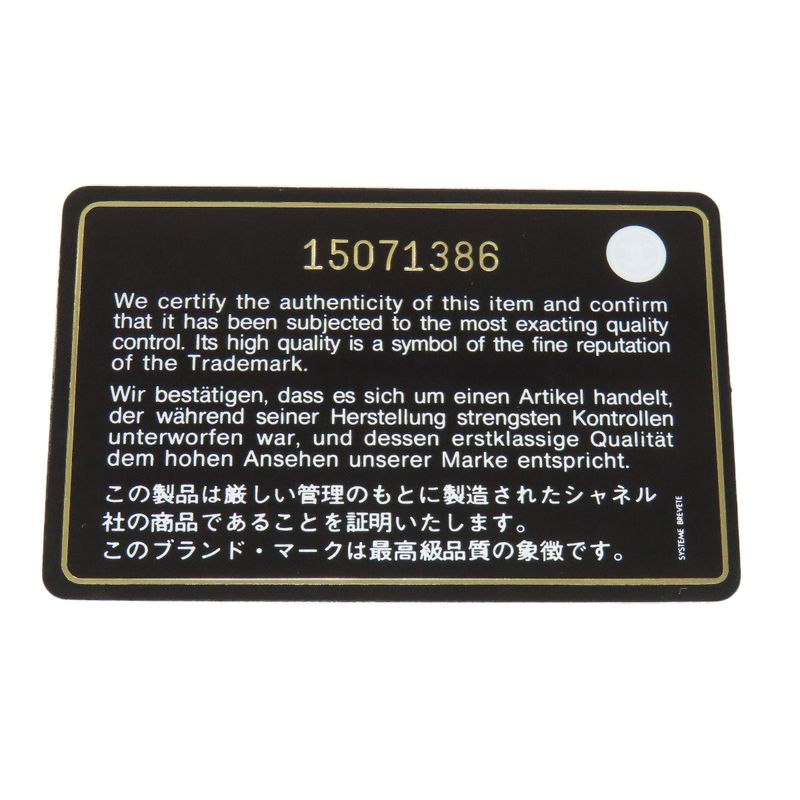 15071386
We certify the authenticity of this item and confirm
that it has been subjected to the most exacting quality
control. Its high quality is a symbol of the fine reputation
of the Trademark.
Wir bestätigen, dass es sich um einen Artikel handelt,
der während seiner Herstellung strengsten Kontrollen
unterworfen war, und dessen erstklassige Qualität
dem hohen Ansehen unserer Marke entspricht.
この製品は厳しい管理のもとに製造されたシャネル
社の商品であることを証明いたします。
このブランド・マークは最高級品質の象徴です。
SYSTEME BREVETE